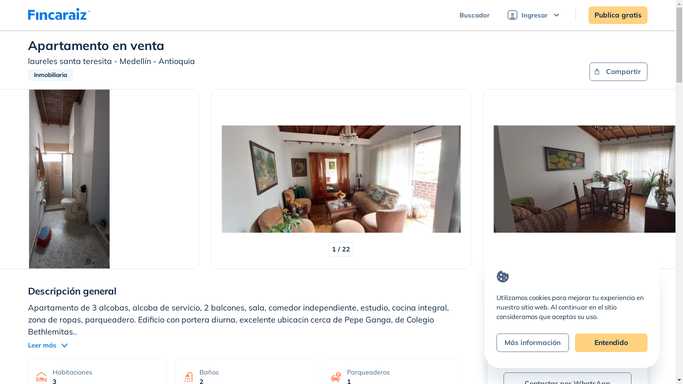 Fincaraiz
Buscador
Ingresar
Publica gratis
Apartamento en venta
laureles santa teresita - Medellín - Antioquia
Inmobiliaria
Compartir
1 / 22
Descripción general
Apartamento de 3 alcobas, alcoba de servicio, 2 balcones, sala, comedor independiente, estudio, cocina integral,
zona de ropas, parqueadero. Edificio con portera diurna, excelente ubicacin cerca de Pepe Ganga, de Colegio
Bethlemitas..
Leer más
Habitaciones
3
Baños
2
Parqueaderos
1
Utilizamos cookies para mejorar tu experiencia en
nuestro sitio web. Al continuar en el sitio
consideramos que aceptas su uso.
Más información
Entendido
Contactar por WhatsApp